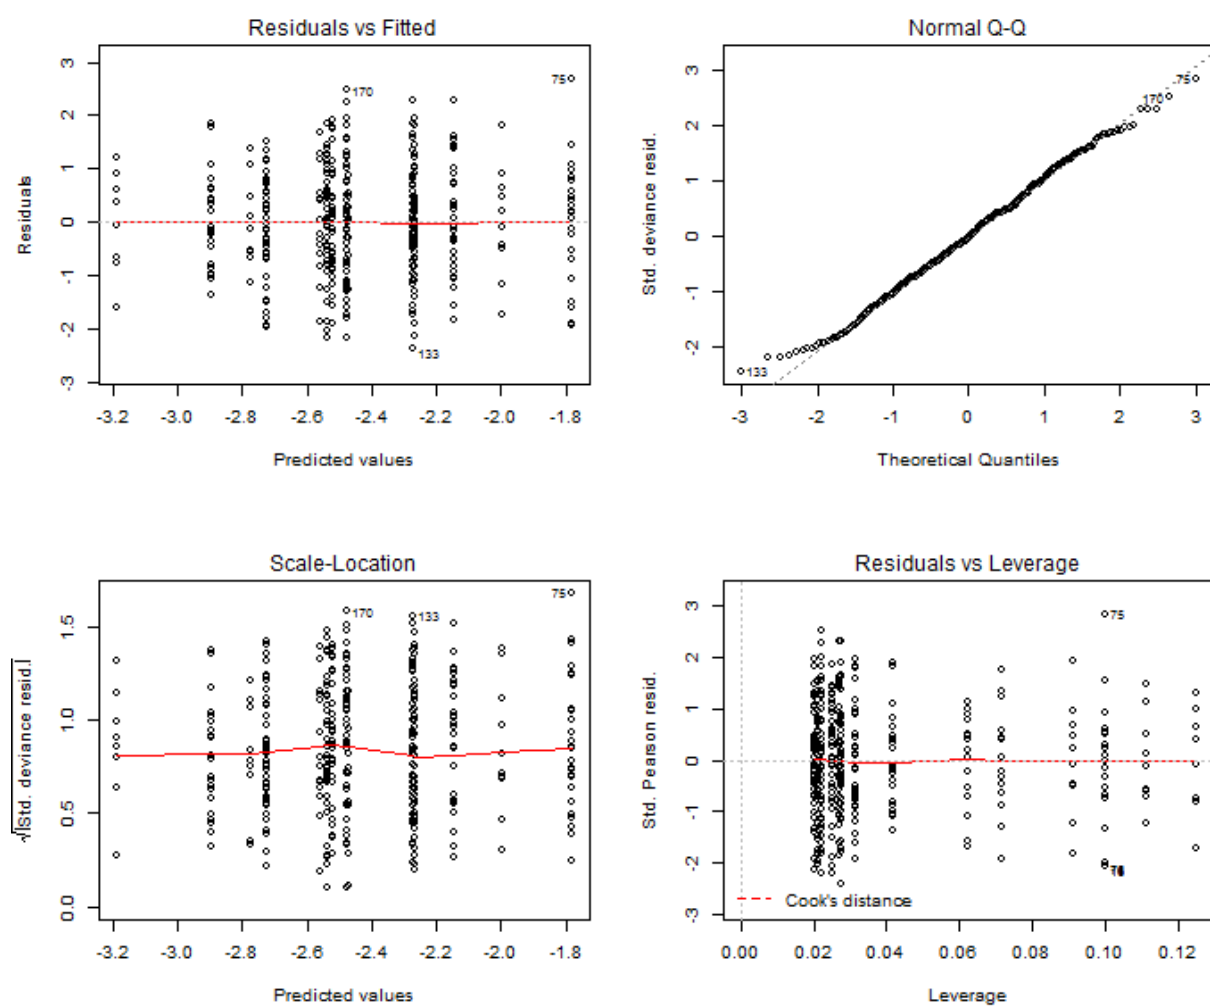 Residuals vs Fitted
Residuals
3
2
1
0
-1
-2
-3
75
170
133
-3.2 -3.0 -2.8 -2.6 -2.4 -2.2 -2.0 -1.8
Predicted values
Normal Q-Q
Std. deviance resid.
3
2
1
0
-1
-2
75
170
133
-3 -2 -1 0 1 2 3
Theoretical Quantiles
Scale-Location
√|Std. deviance resid.|
1.5
1.0
0.5
0.0
75
170
133
-3.2 -3.0 -2.8 -2.6 -2.4 -2.2 -2.0 -1.8
Predicted values
Residuals vs Leverage
Std. Pearson resid.
3
2
1
0
-1
-2
-3
75
Cook's distance
0.00 0.02 0.04 0.06 0.08 0.10 0.12
Leverage